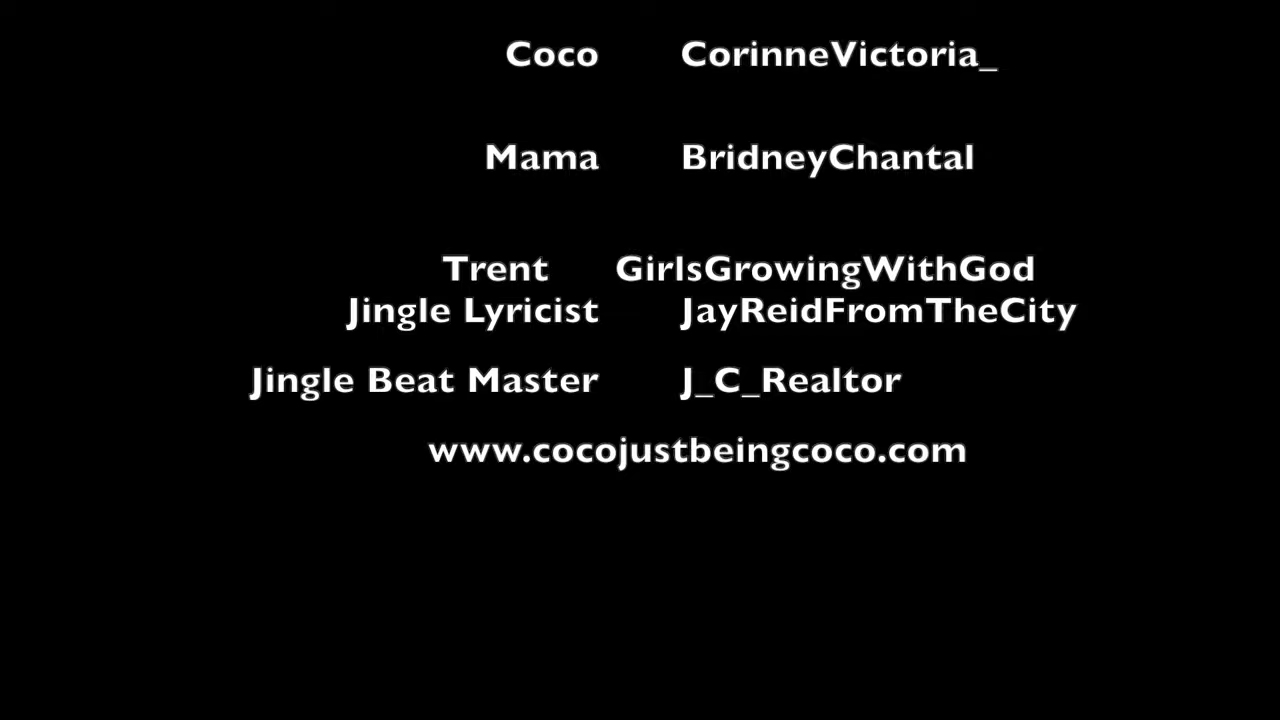 Coco CorinneVictoria_
Mama BridneyChantal
Trent GirlsGrowingWithGod
Jingle Lyricist JayReidFromTheCity
Jingle Beat Master J_C_Realtor
www.cocojustbeingcoco.com